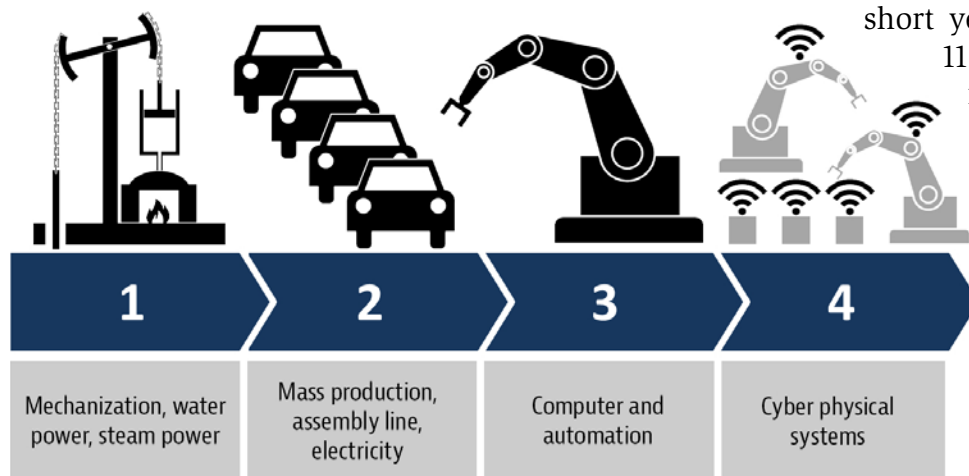 short
11
1
2
3
4
Mechanization, water
power, steam power
Mass production,
assembly line,
electricity
Computer and
automation
Cyber physical
systems